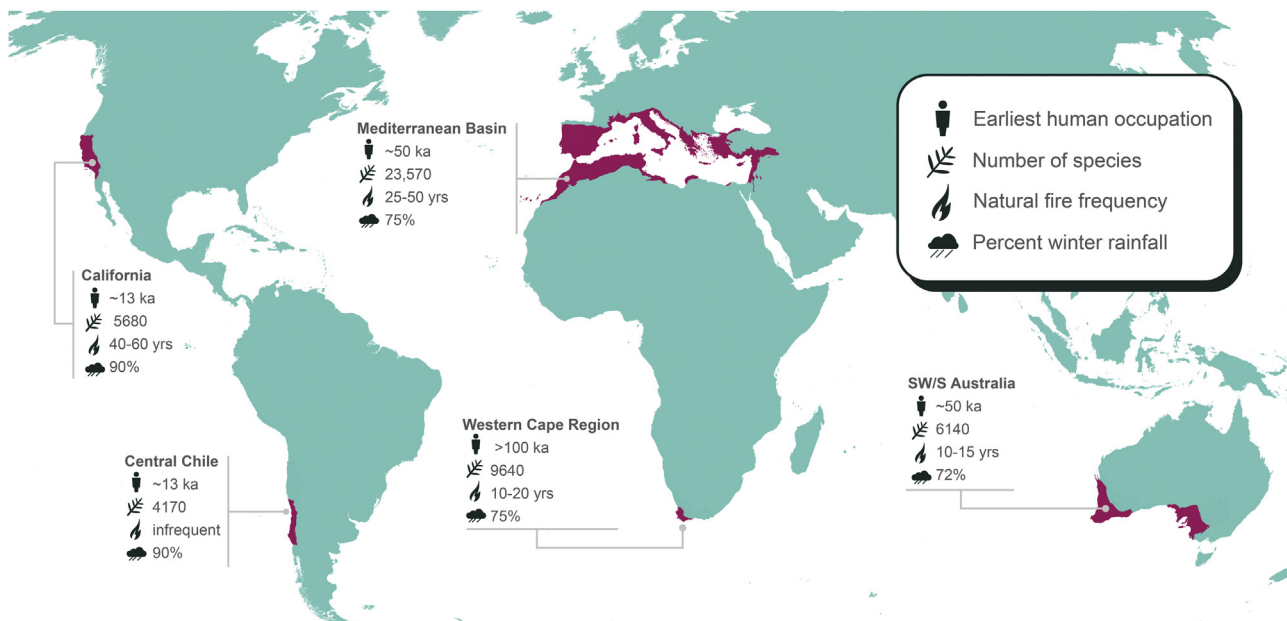 Mediterranean Basin
~50 ka
23,570
25-50 yrs
75%
Earliest human occupation
Number of species
Natural fire frequency
Percent winter rainfall
California
~13 ka
5680
40-60 yrs
90%
SW/S Australia
~50 ka
6140
10-15 yrs
72%
Western Cape Region
>100 ka
9640
10-20 yrs
75%
Central Chile
~13 ka
4170
infrequent
90%